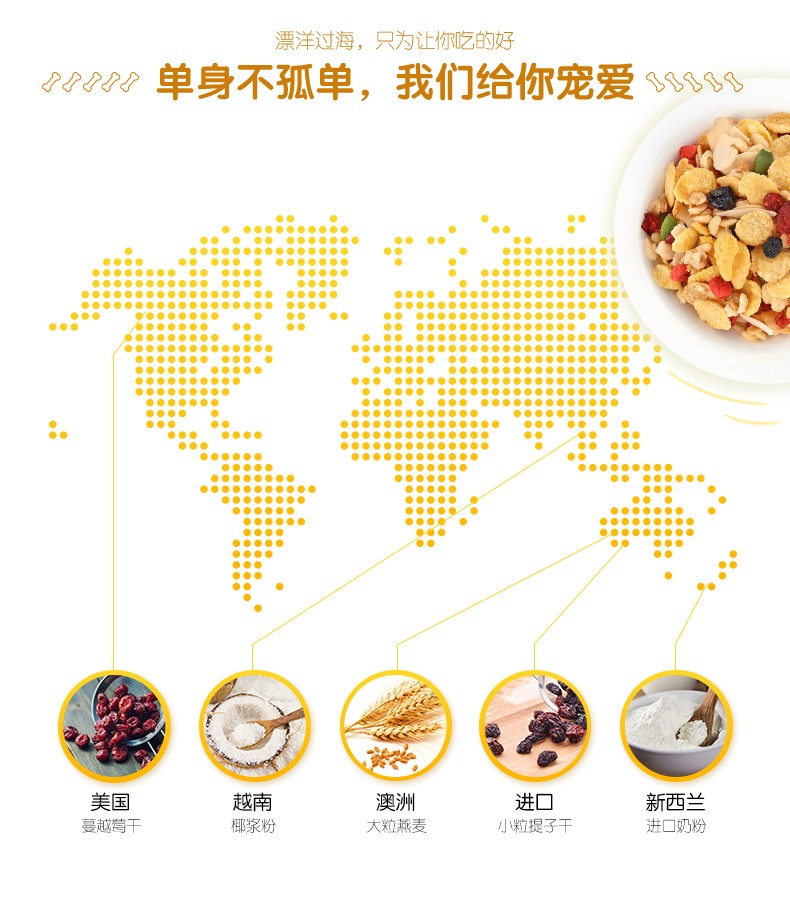 漂洋过海，只为让你吃的好
单身不孤单，我们给你宠爱
美国
蔓越莓干
越南
椰浆粉
澳洲
大粒燕麦
进口
小粒提子干
新西兰
进口奶粉